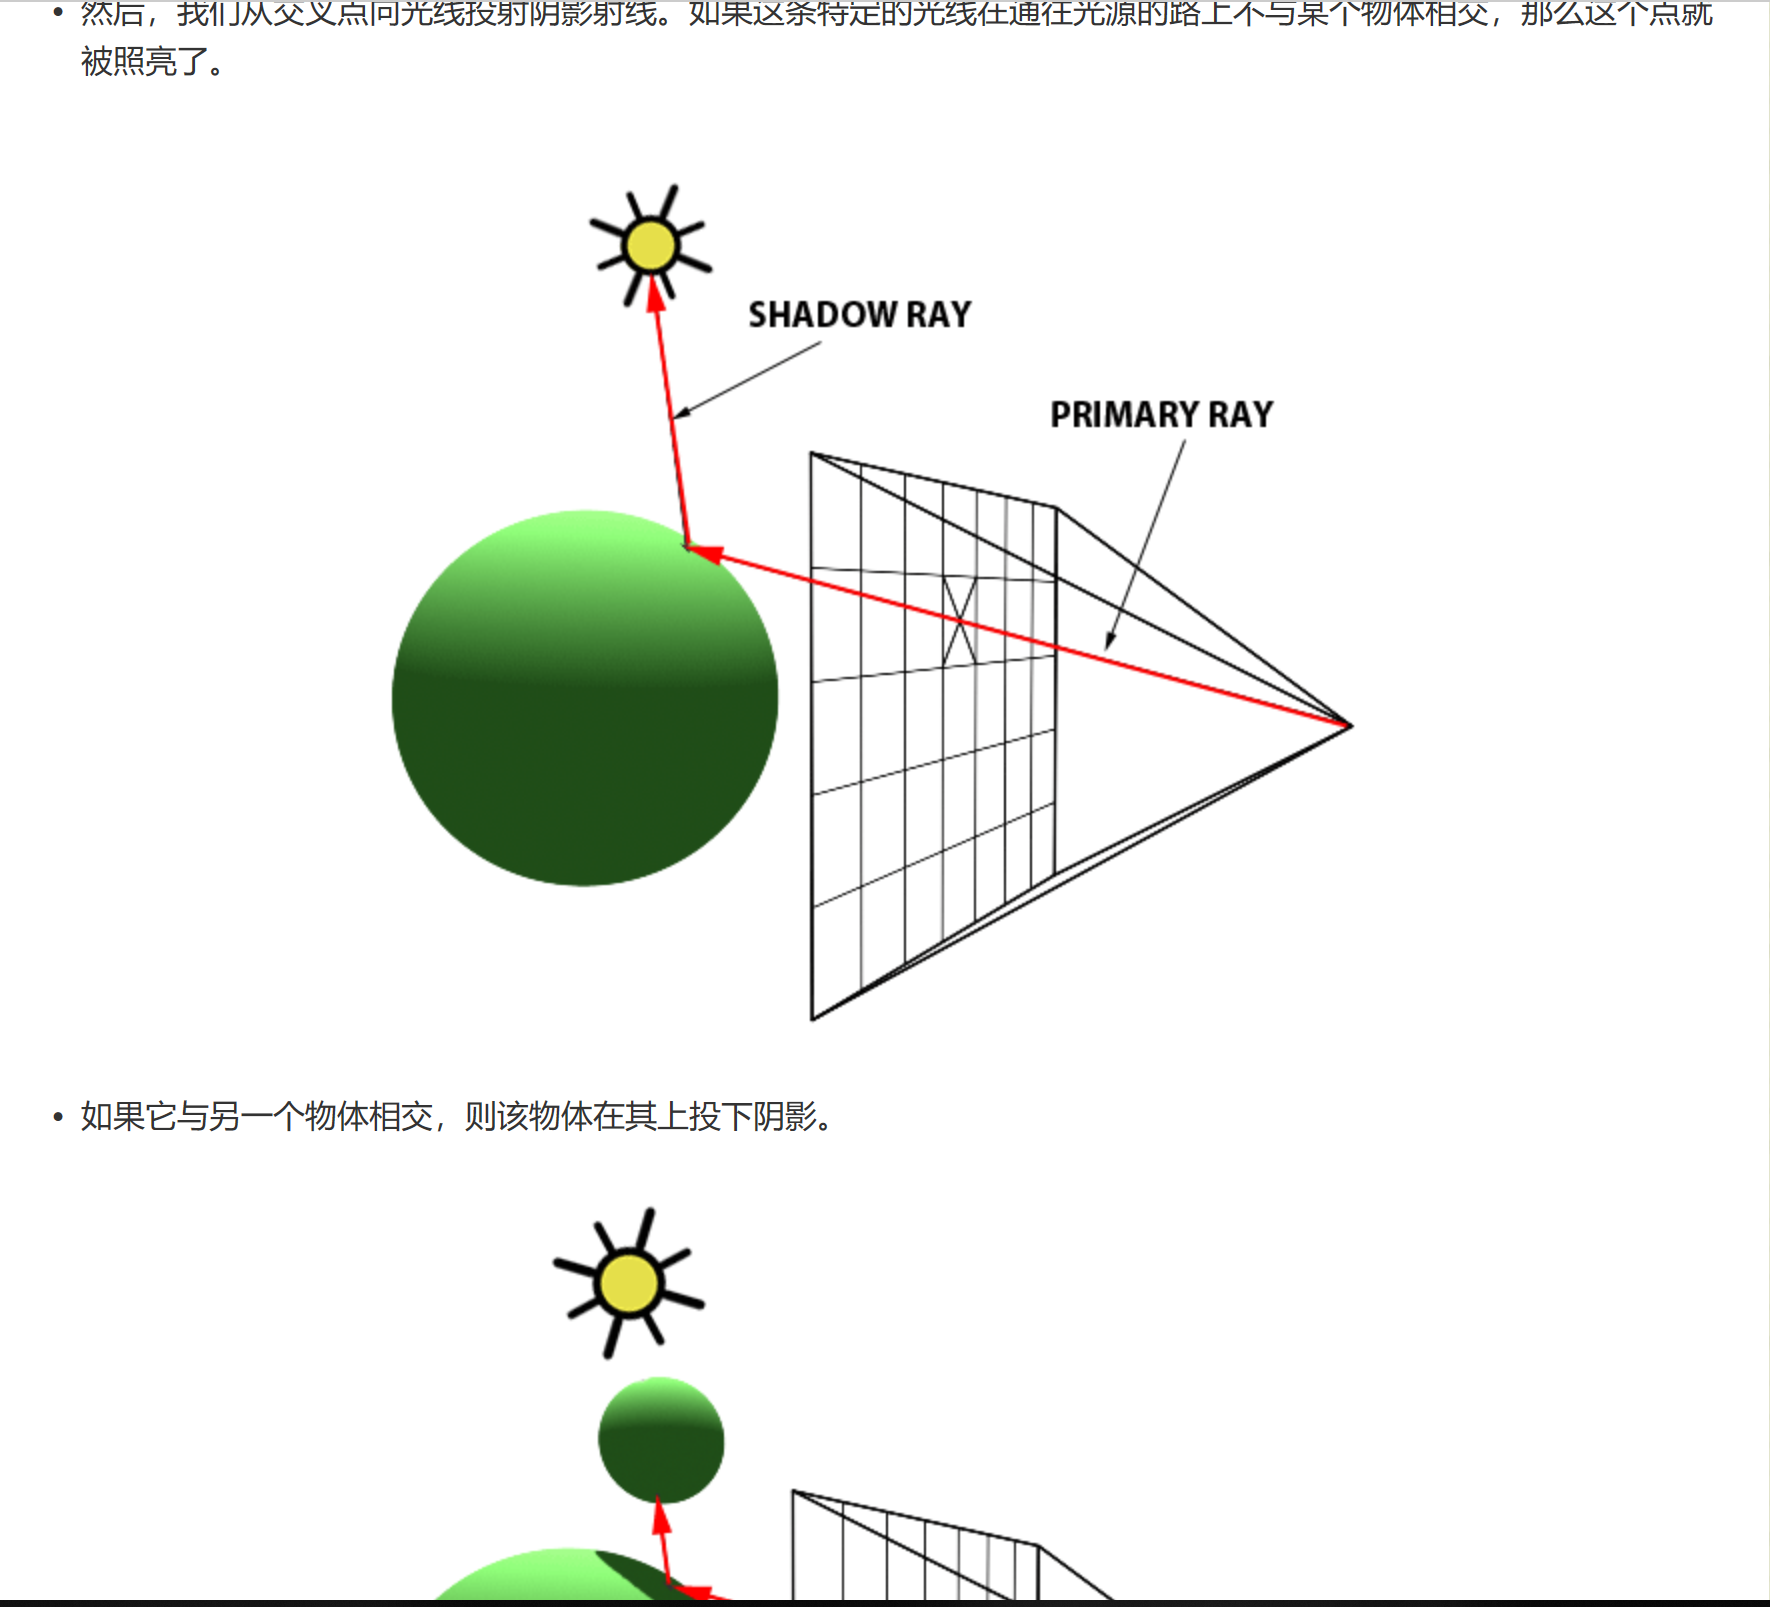 • 然后，我们从交叉点向光线投射阴影射线。如果这条特定的光线在通往光源的路上不与某个物体相交，那么这个点就
被照亮了。
SHADOW RAY
PRIMARY RAY
• 如果它与另一个物体相交，则该物体在其上投下阴影。